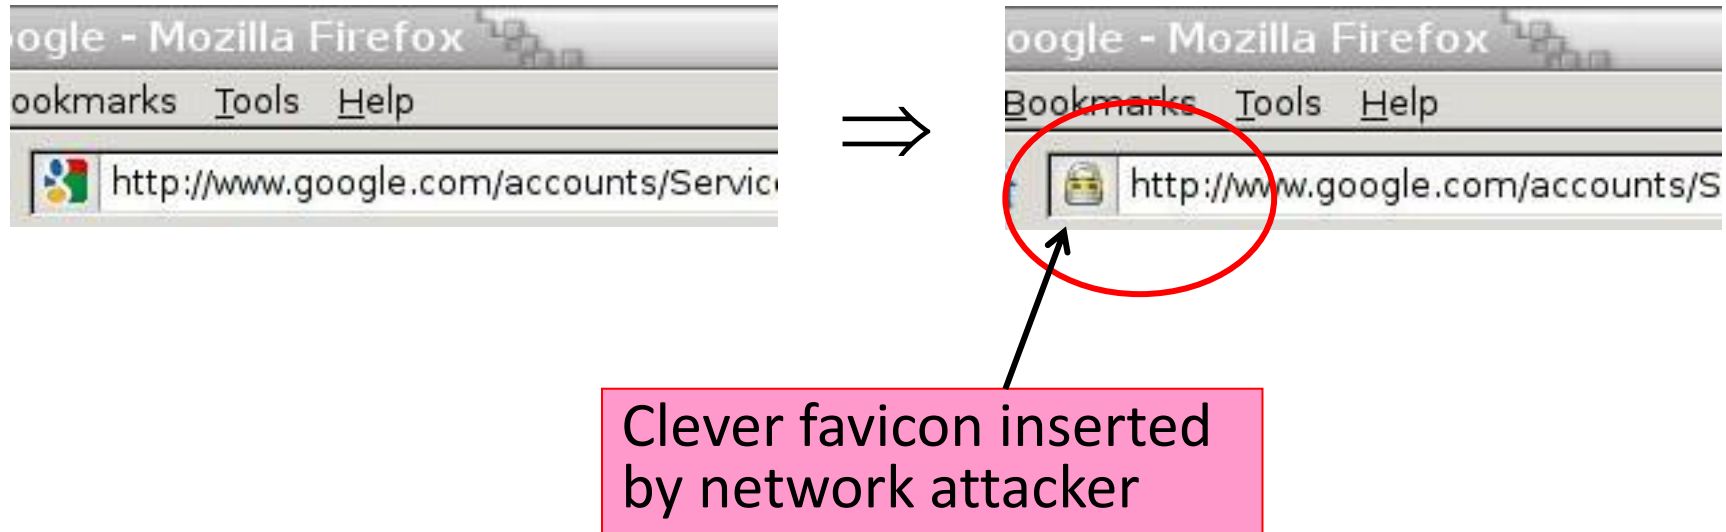 ogle - Mozilla Firefox
ookmarks Tools Help
http://www.google.com/accounts/Servic
⇒
oogle - Mozilla Firefox
Bookmarks Tools Help
http://www.google.com/accounts/S
Clever favicon inserted
by network attacker